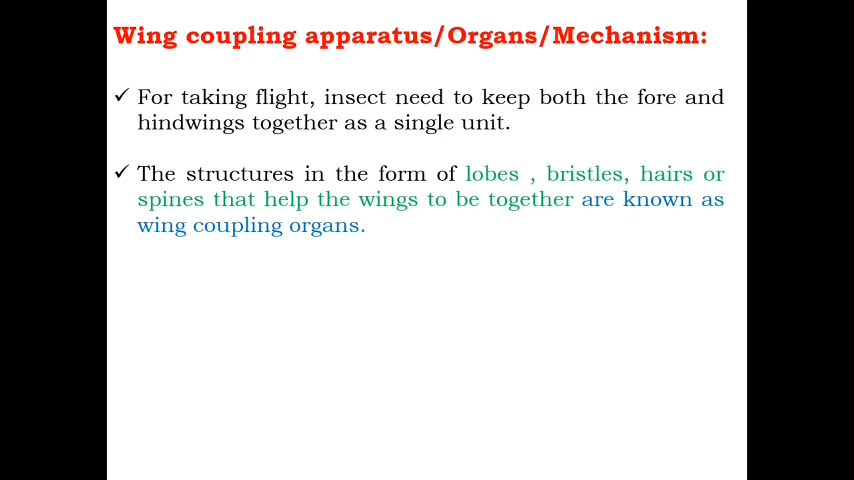 Wing coupling apparatus/Organs/Mechanism:
✓ For taking flight, insect need to keep both the fore and
hindwings together as a single unit.
✓ The structures in the form of lobes , bristles, hairs or
spines that help the wings to be together are known as
wing coupling organs.